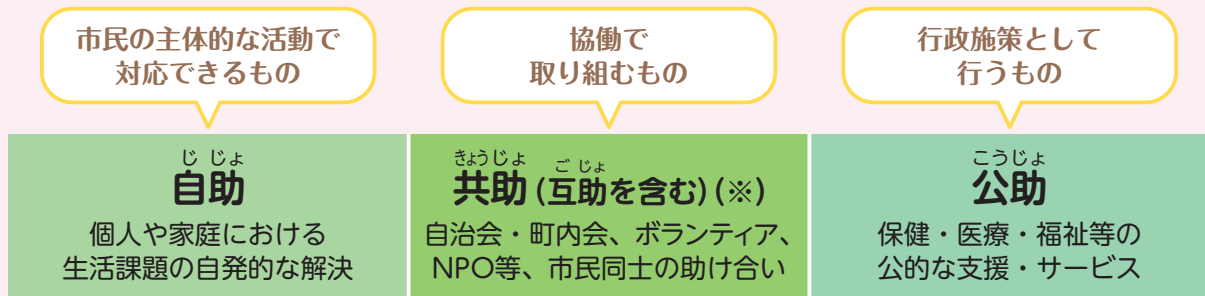 市民の主体的な活動で
対応できるもの
協働で
取り組むもの
行政施策として
行うもの
じ じょ
自助
個人や家庭における
生活課題の自発的な解決
きょうじょ ご じょ
共助(互助を含む)(※)
自治会・町内会、ボランティア、
NPO等、市民同士の助け合い
こうじょ
公助
保健・医療・福祉等の
公的な支援・サービス